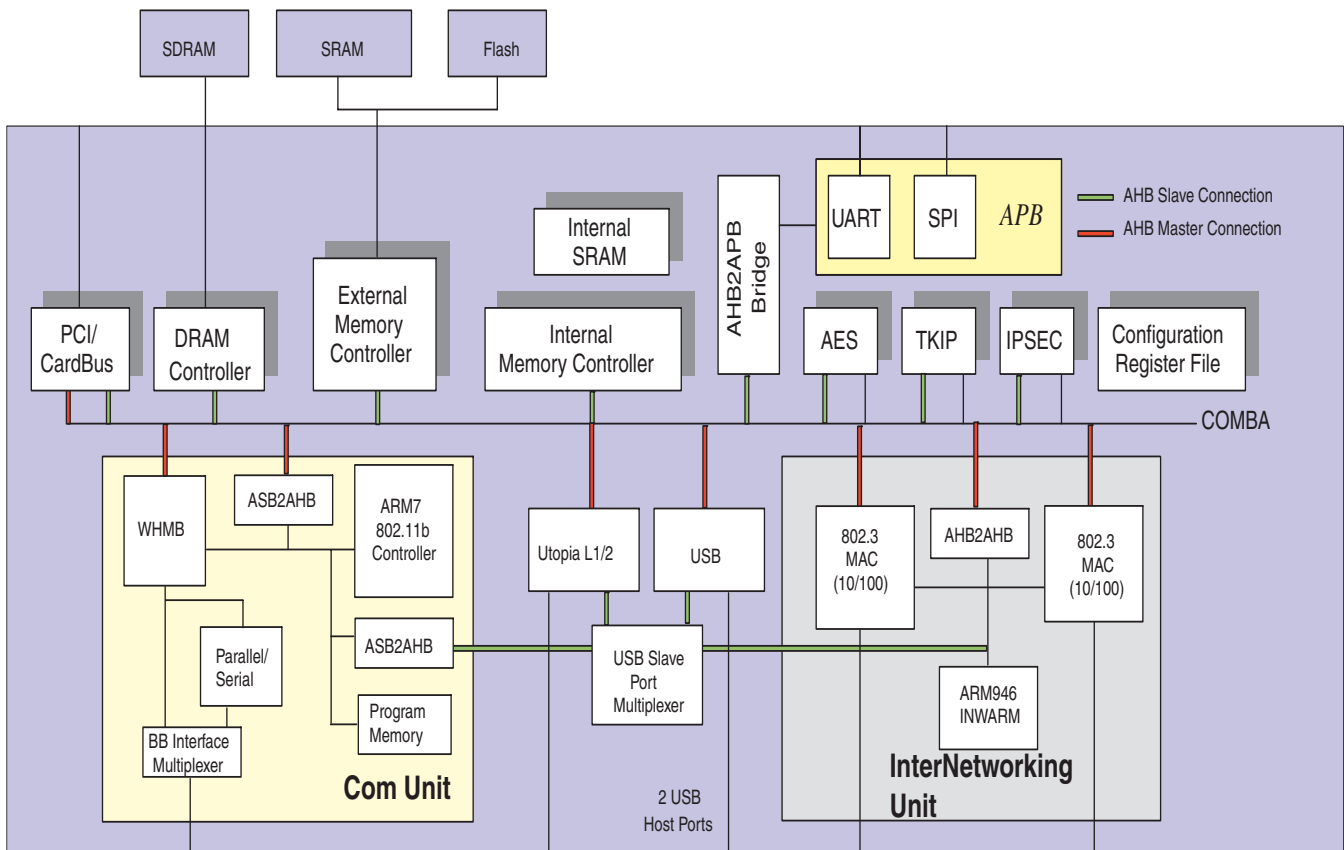 SDRAM
SRAM
Flash
UART
SPI
APB
AHB Slave Connection
AHB Master Connection
Internal
SRAM
AHB2APB
Bridge
PCI/
CardBus
DRAM
Controller
External
Memory
Controller
Internal
Memory Controller
AES
TKIP
IPSEC
Configuration
Register File
COMBA
WHMB
ASB2AHB
ARM7
802.11b
Controller
Utopia L1/2
USB
802.3
MAC
(10/100)
AHB2AHB
802.3
MAC
(10/100)
Parallel/
Serial
ASB2AHB
USB Slave
Port
Multiplexer
Program
Memory
ARM946
INWARM
BB Interface
Multiplexer
Com Unit
2 USB
Host Ports
InterNetworking
Unit